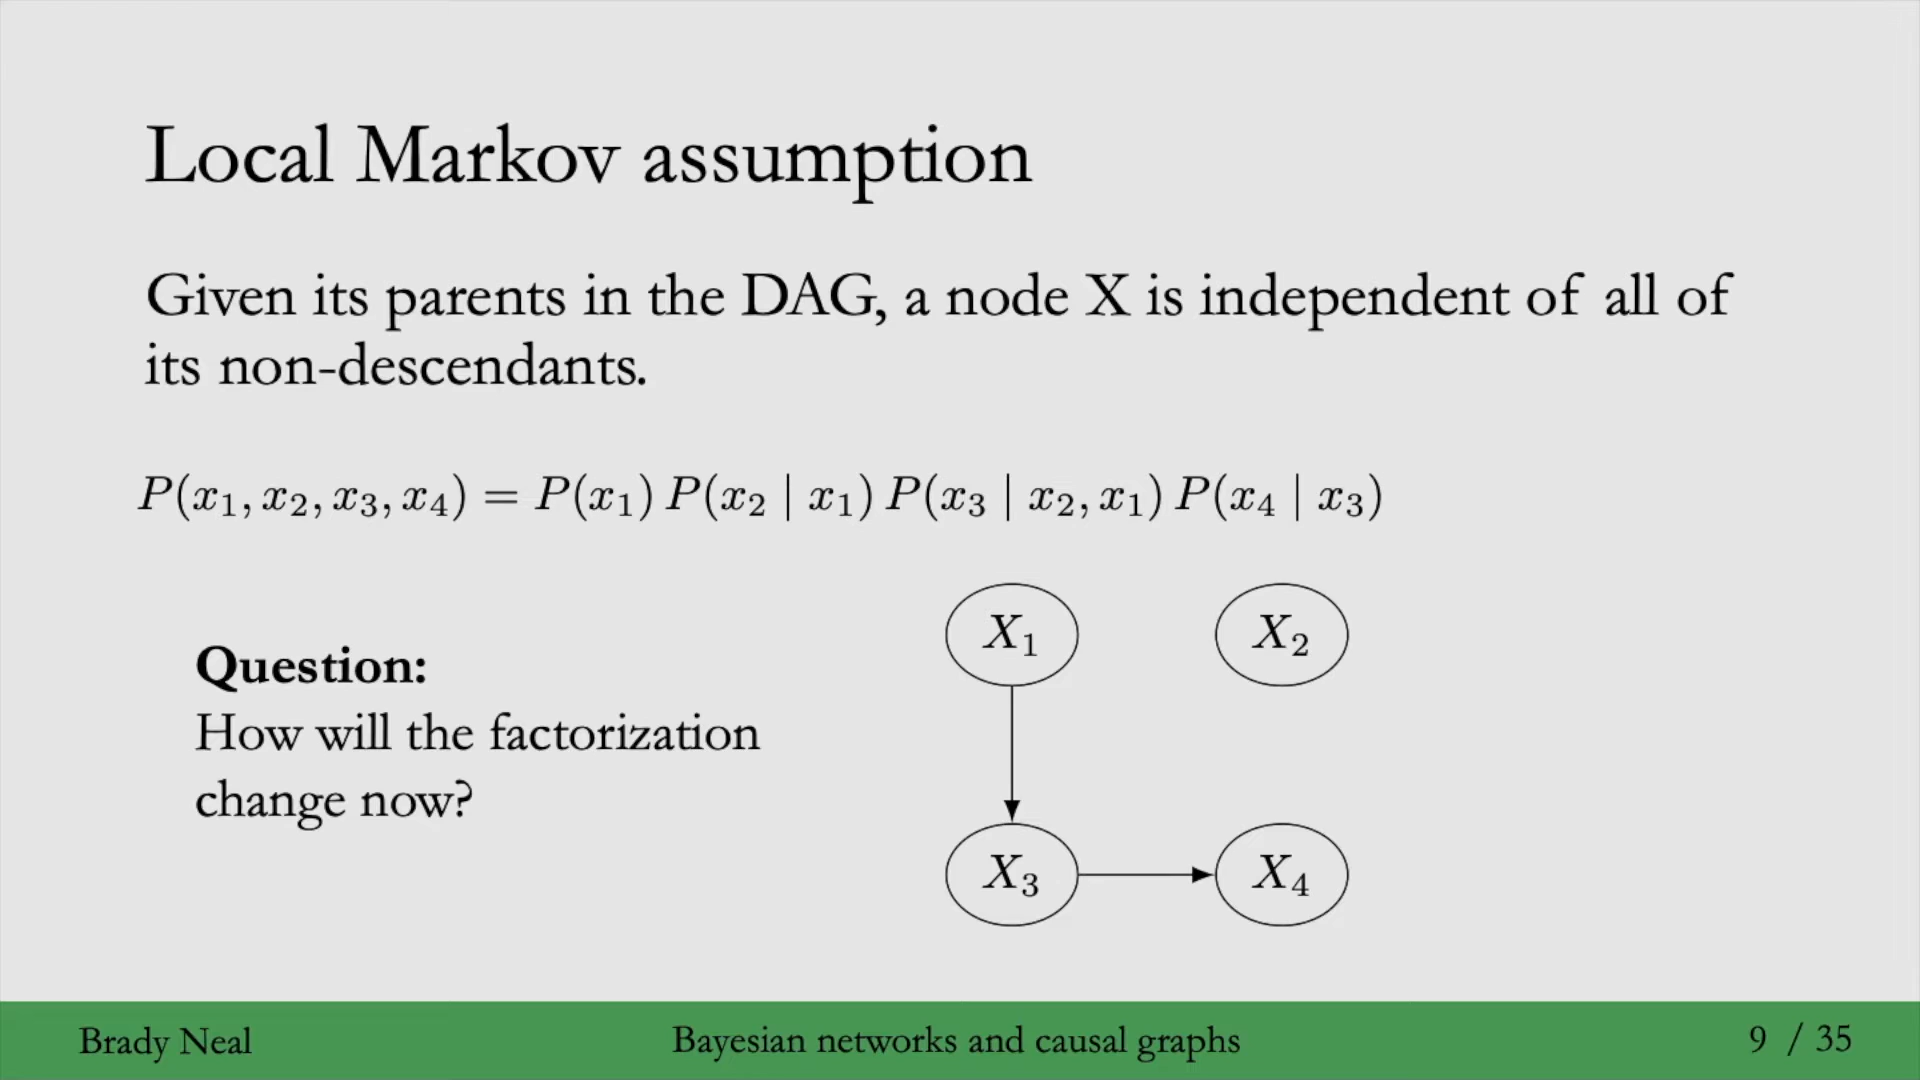 Local Markov assumption
Given its parents in the DAG, a node X is independent of all of
its non-descendants.
P(x₁, x₂, x₃, x₄) = P(x₁) P(x₂ | x₁) P(x₃ | x₂, x₁) P(x₄ | x₃)
Question:
How will the factorization
change now?
X₁
X₂
X₃
X₄
Brady Neal
Bayesian networks and causal graphs
9 / 35